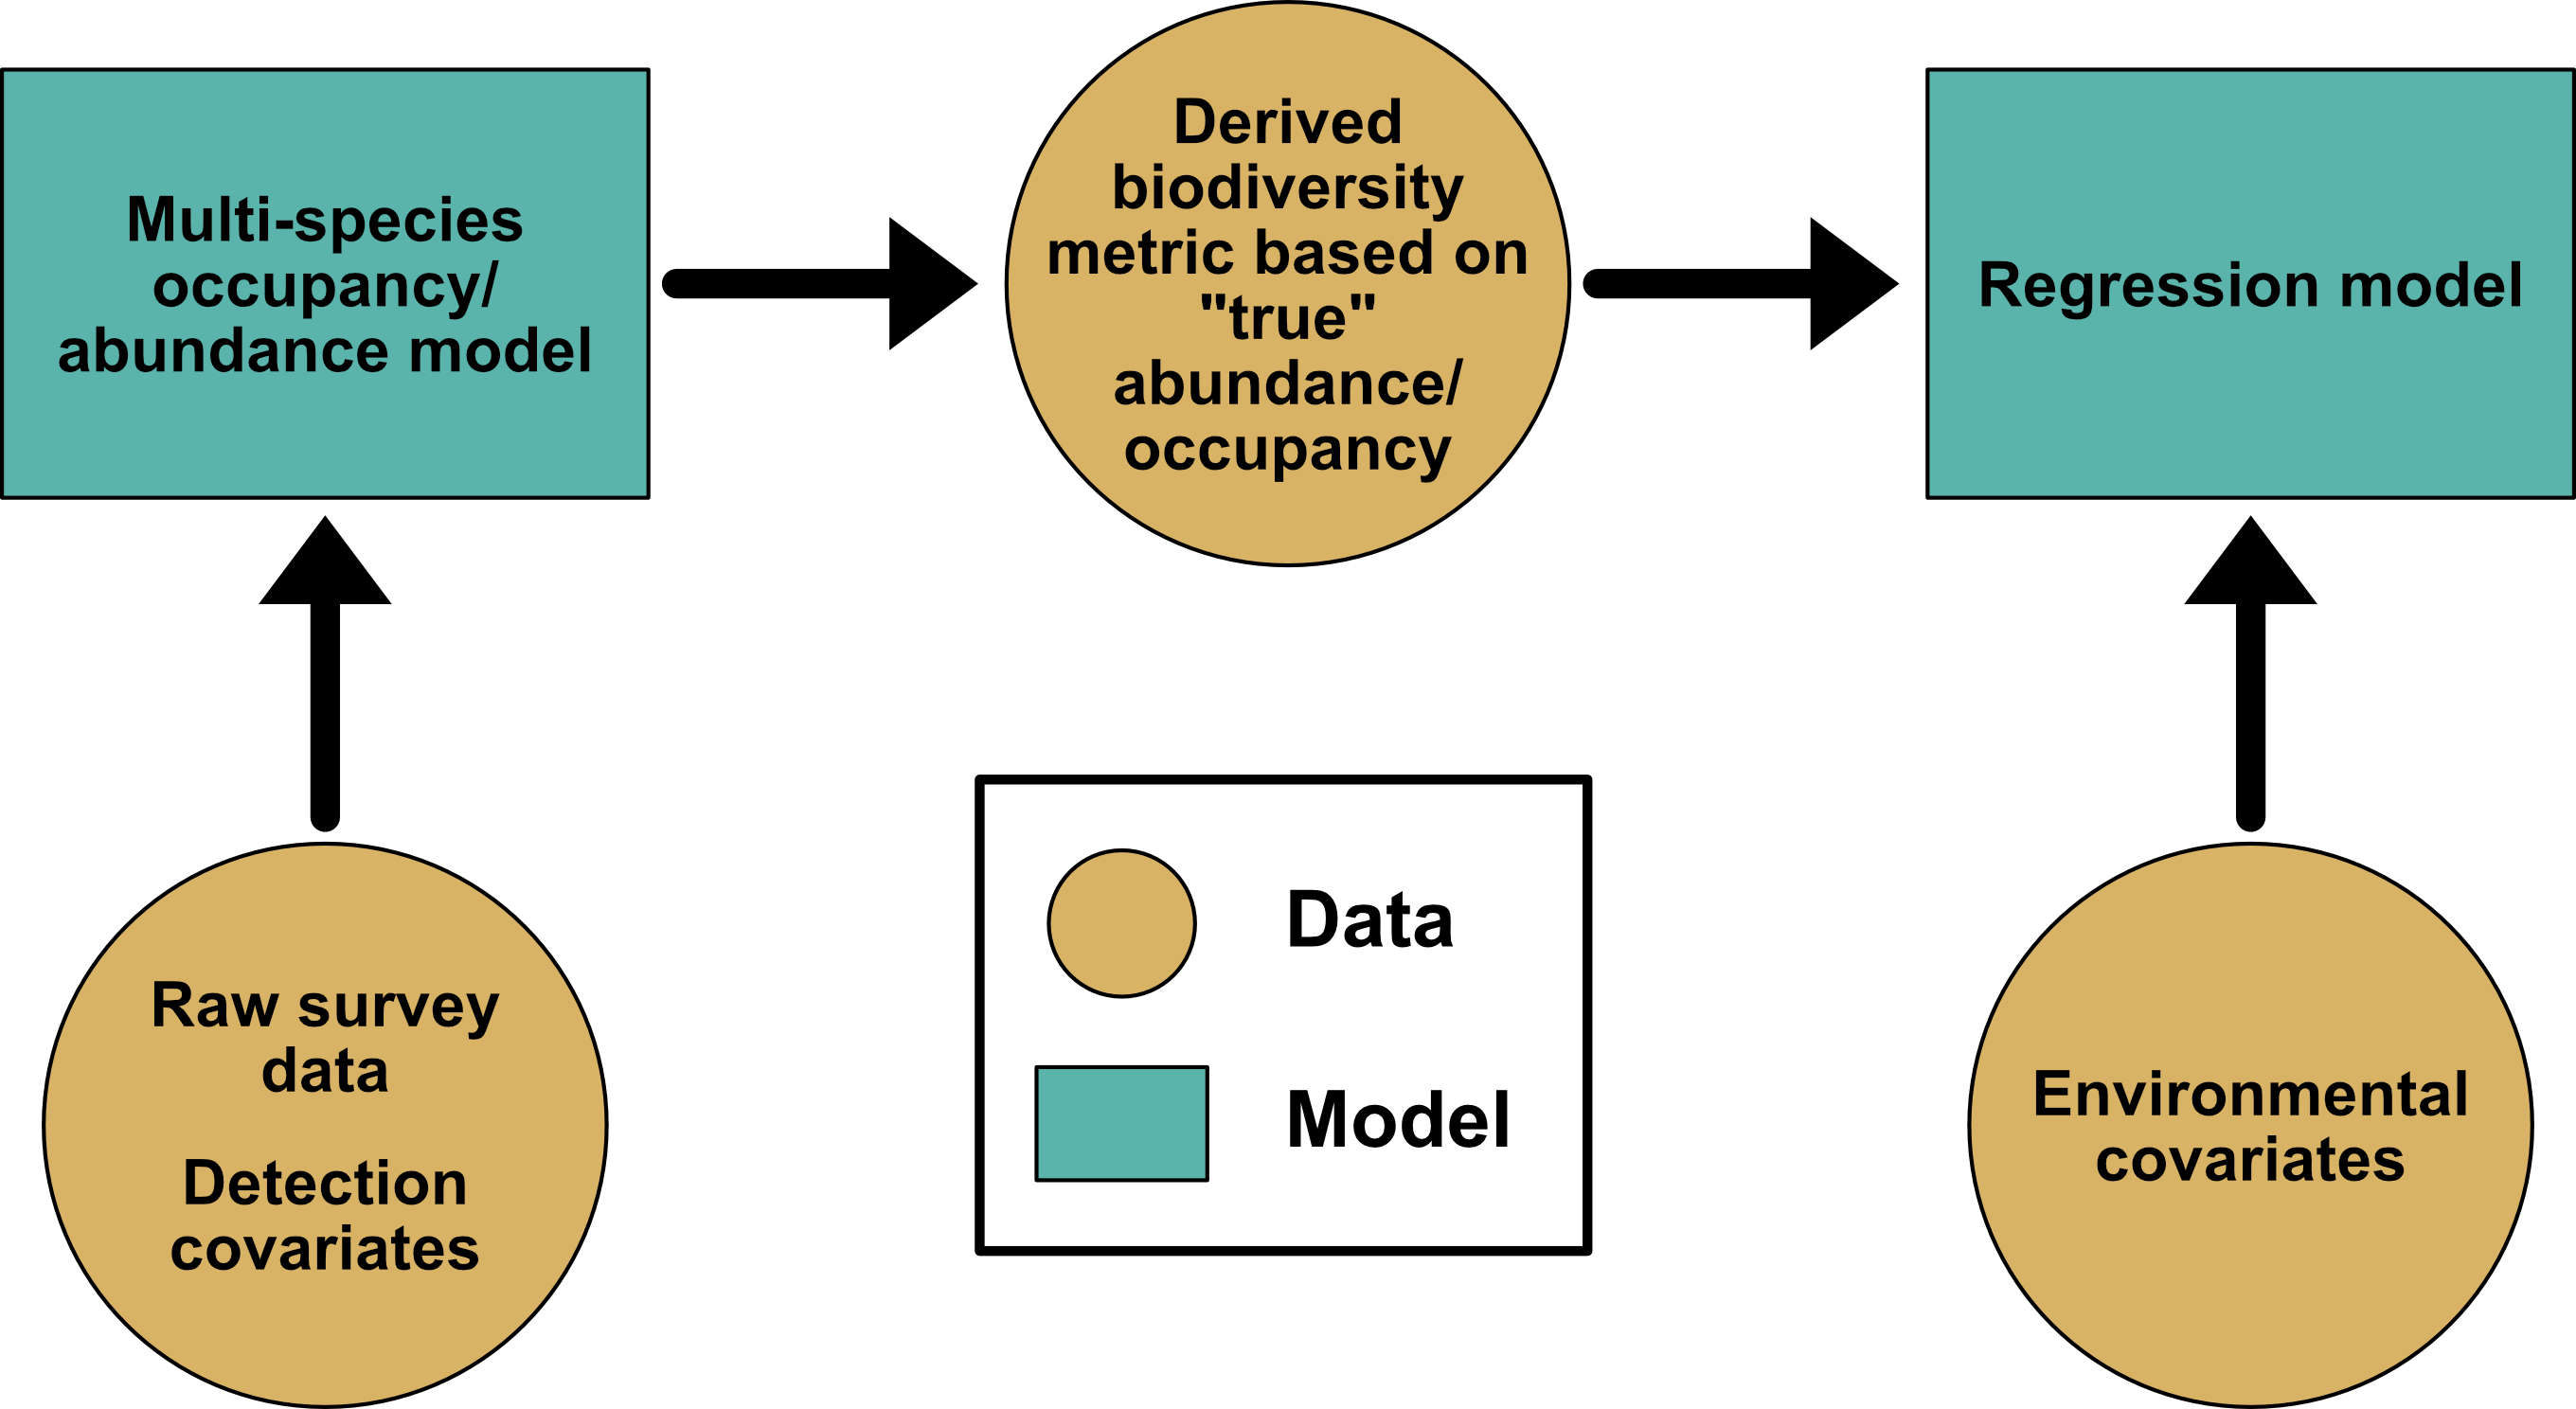 Multi-species
occupancy/
abundance model
Derived
biodiversity
metric based on
"true"
abundance/
occupancy
Regression model
Raw survey
data
Detection
covariates
Data
Model
Environmental
covariates